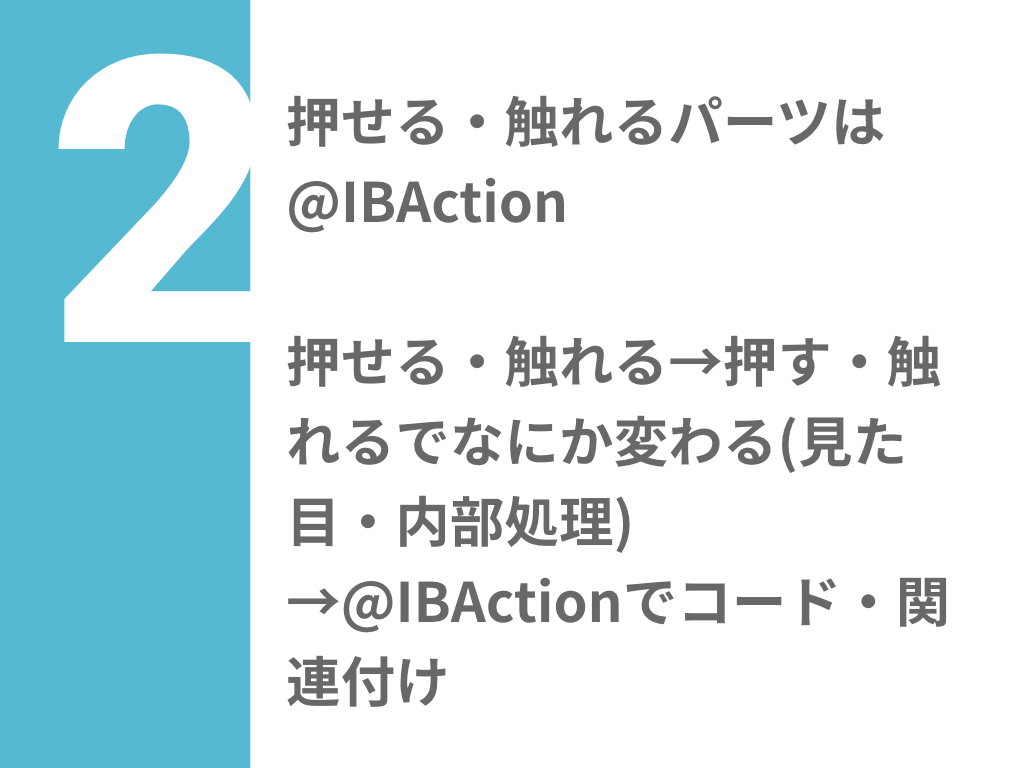 2
押せる・触れるパーツは
@IBAction
押せる・触れる→押す・触
れるでなにか変わる(見た
目・内部処理)
→@IBActionでコード・関
連付け